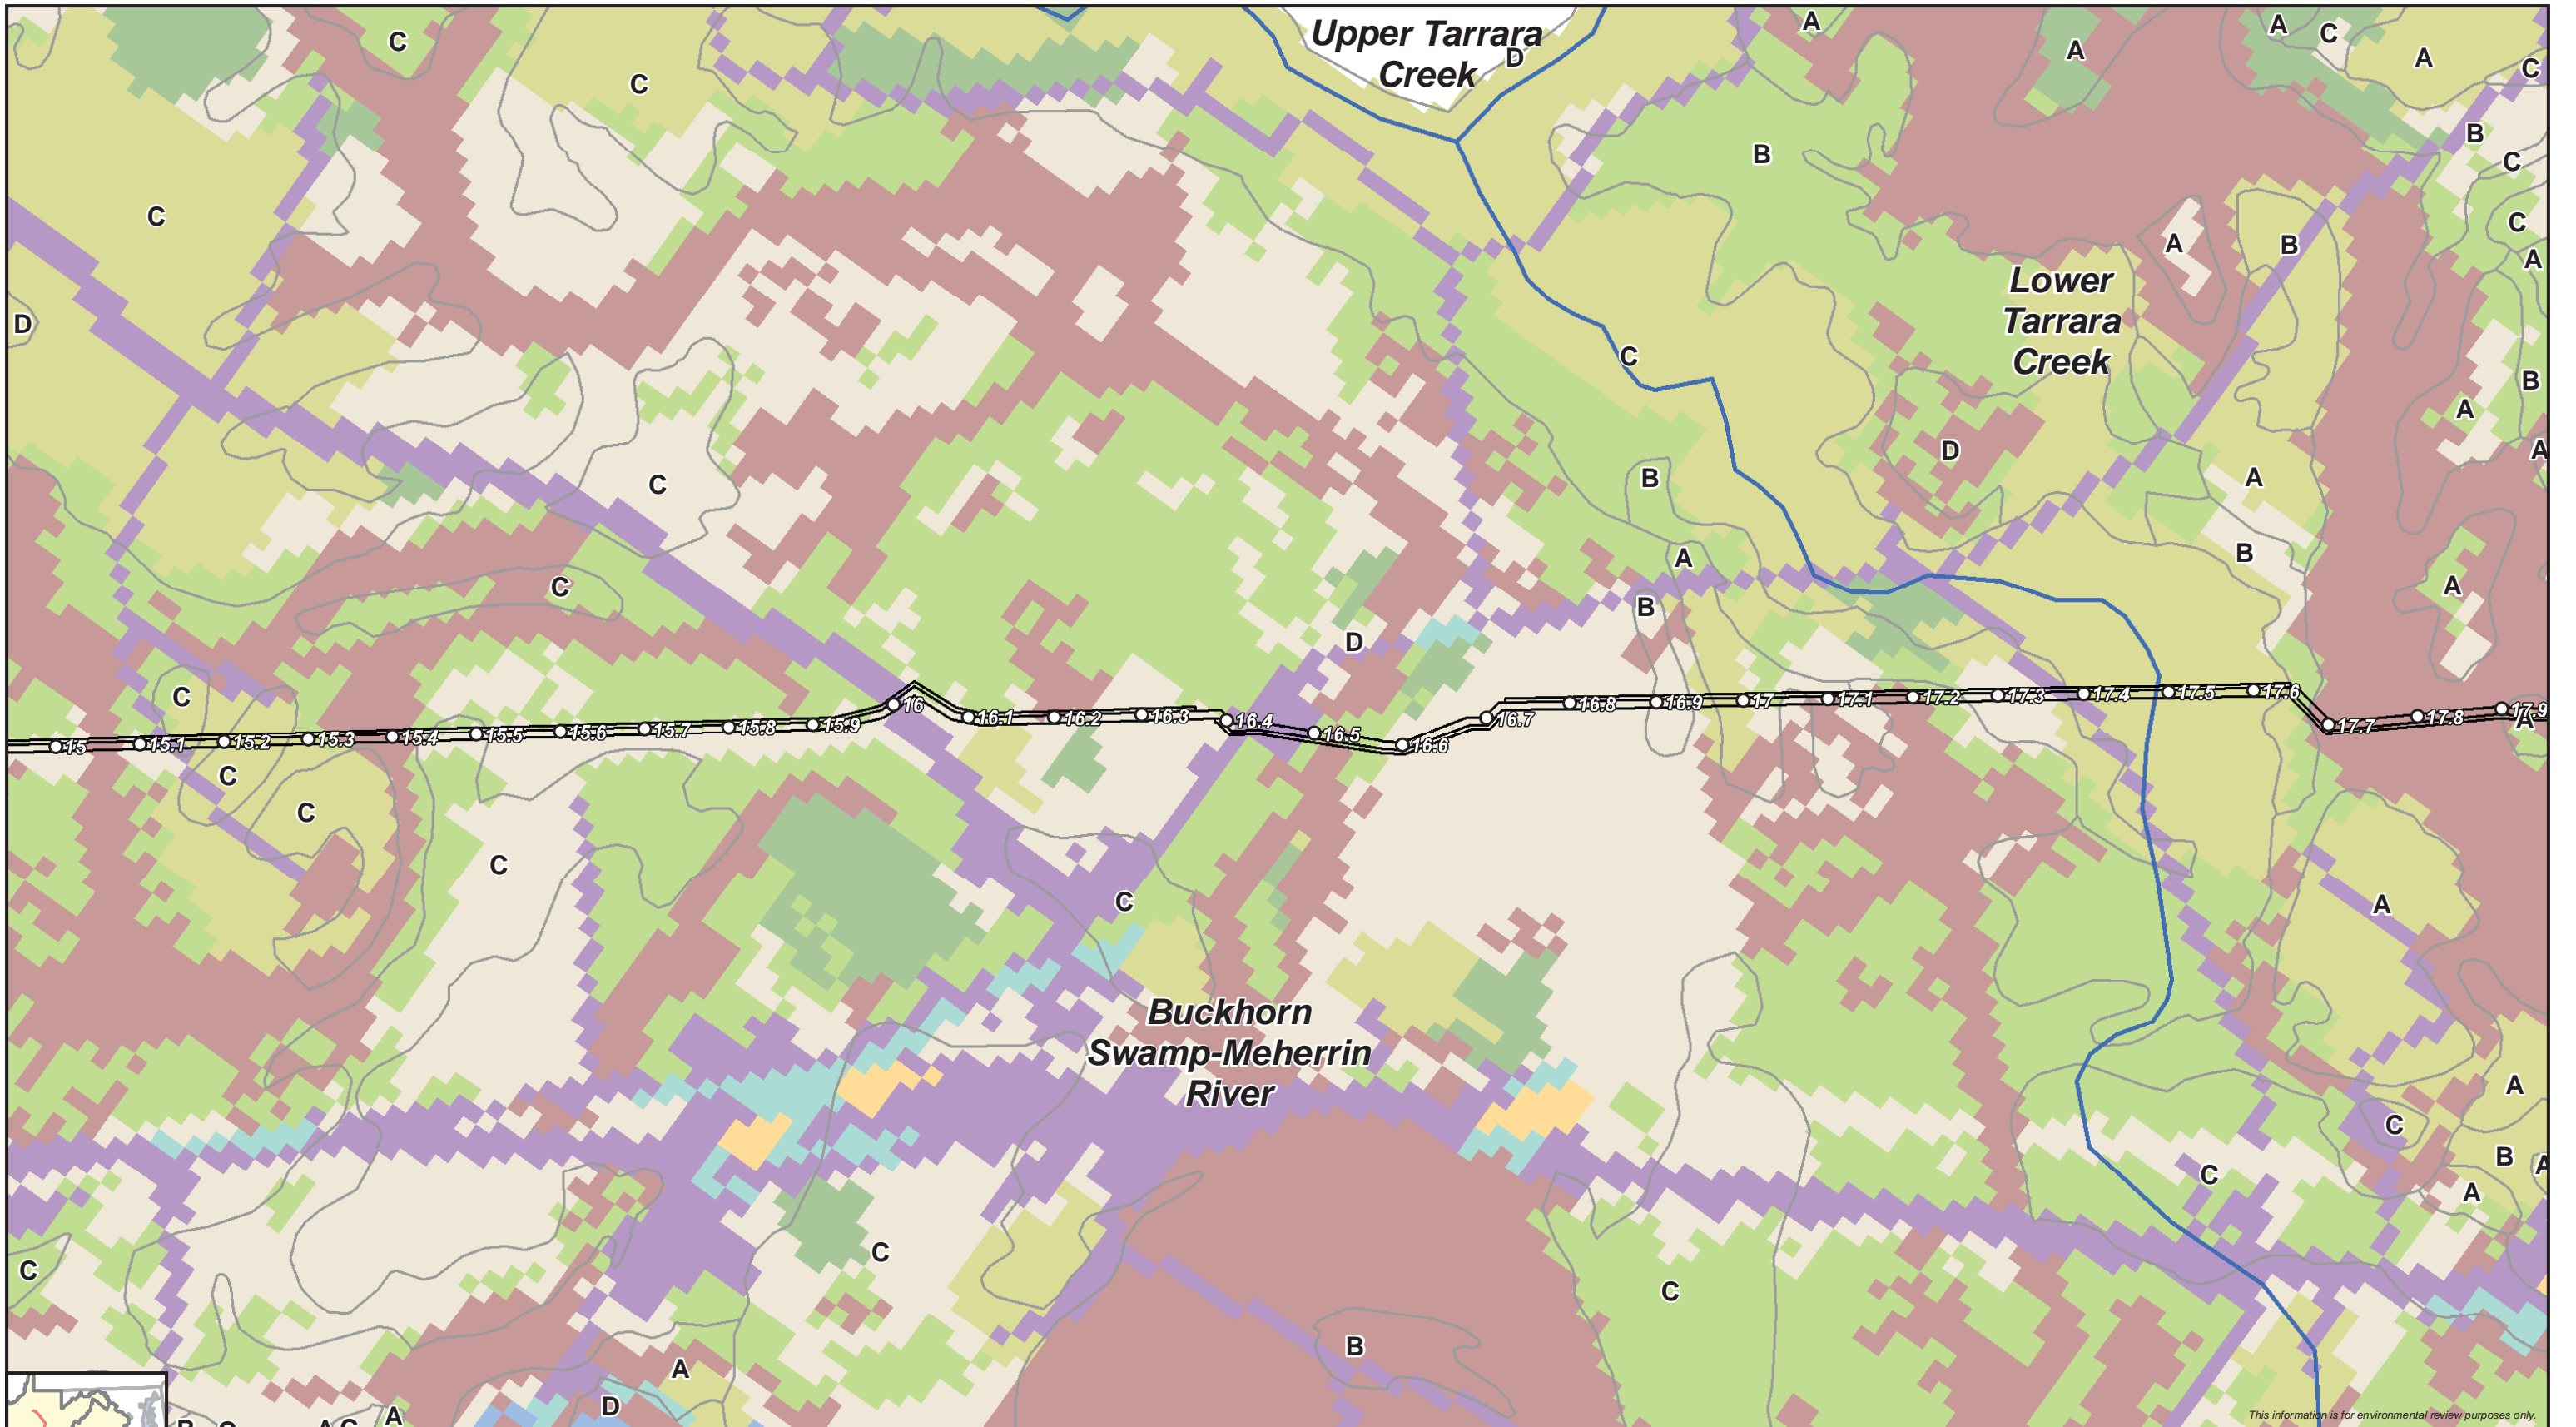 Upper Tarrara
Creek
Lower
Tarrara
Creek
Buckhorn
Swamp-Meherrin
River
C
C
D
A
A
A
C
A
C
B
B
C
C
C
A
B
A
D
C
B
A
B
A
A
C
D
B
A
A
C
B
A
B
D
C
15
15.1
15.2
15.3
15.4
15.5
15.6
15.7
15.8
15.9
16
16.1
16.2
16.3
16.4
16.5
16.6
16.7
16.8
16.9
17
17.1
17.2
17.3
17.4
17.5
17.6
17.7
17.8
17.9
A
C
C
C
C
A
A
C
B
A
A
C
C
C
C
B
A
D
A
This information is for environmental review purposes only.